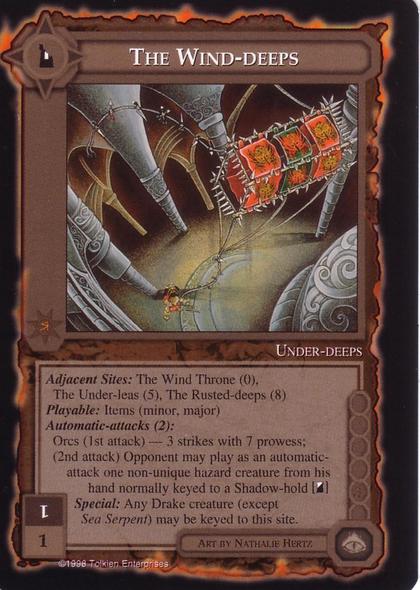 THE WIND-DEEPS
UNDER-DEEPS
Adjacent Sites: The Wind Throne (0),
The Under-leas (5), The Rusted-deeps (8)
Playable: Items (minor, major)
Automatic-attacks (2):
Orcs (1st attack) — 3 strikes with 7 prowess;
(2nd attack) Opponent may play as an automatic-
attack one non-unique hazard creature from his
hand normally keyed to a Shadow-hold [ ]
Special: Any Drake creature (except
Sea Serpent) may be keyed to this site.
1
1
ART BY NATHALIE HERTZ
©1998 Tolkien Enterprises